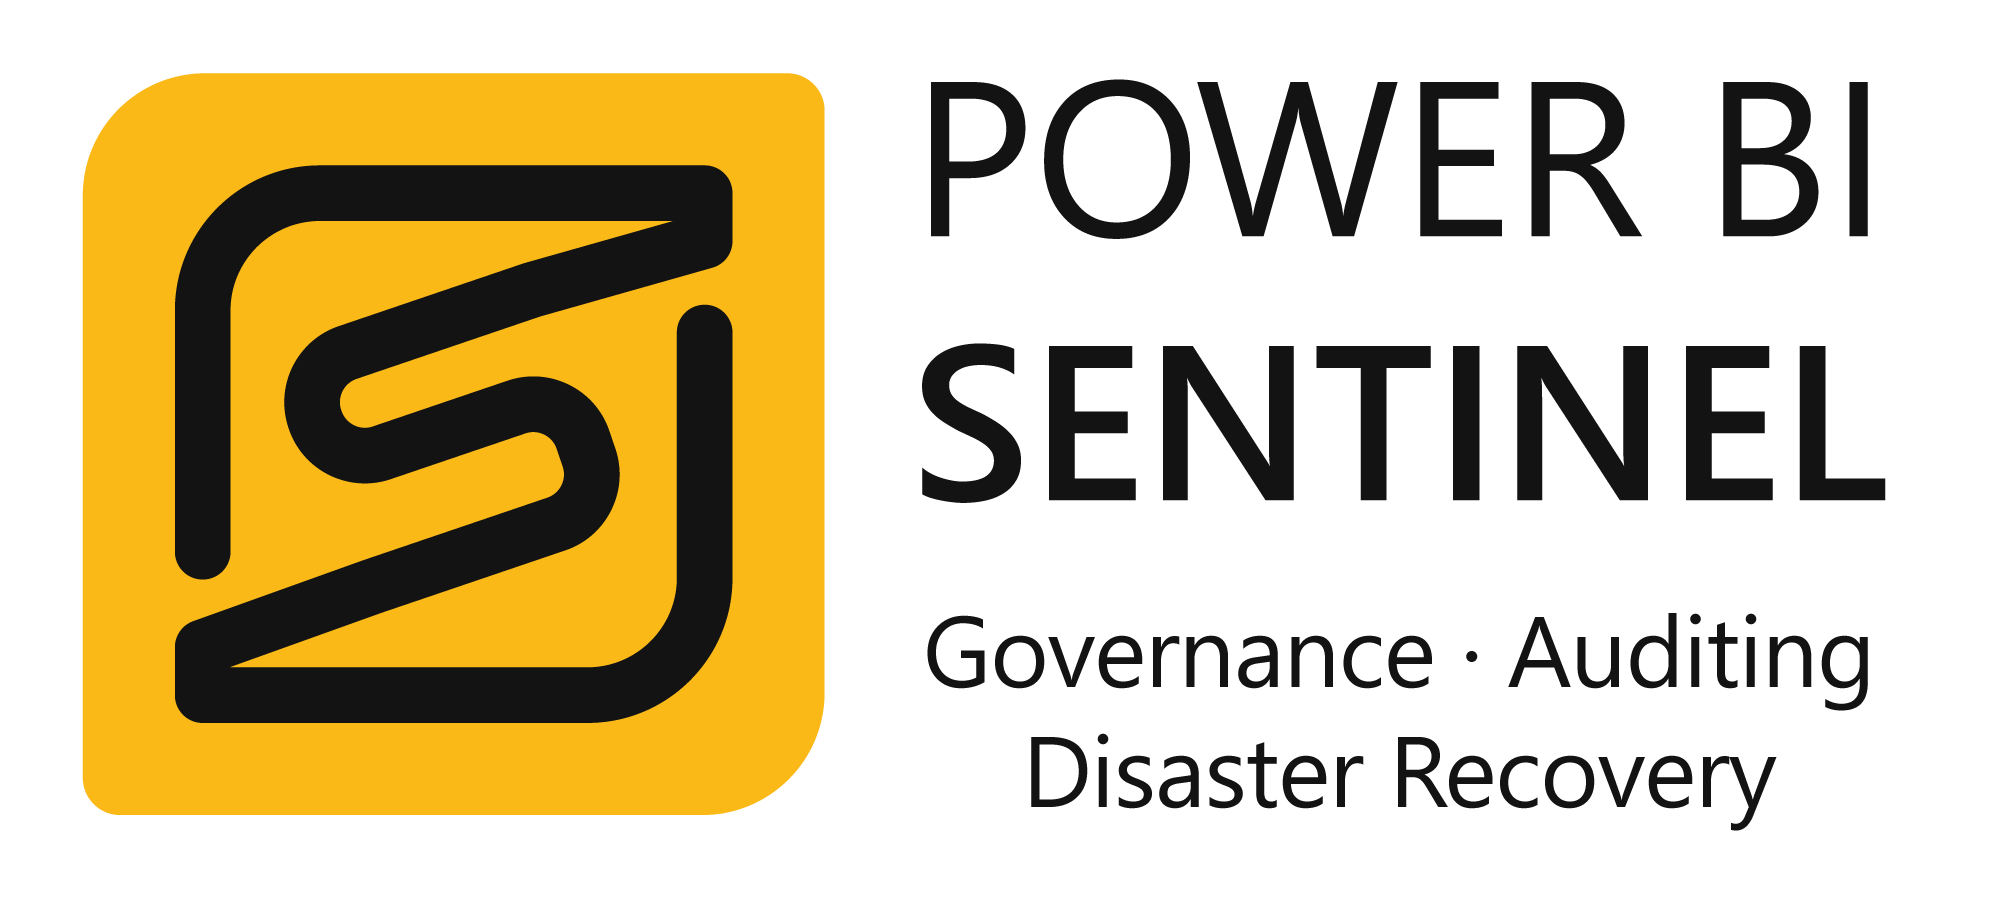 POWER BI
SENTINEL
Governance · Auditing
Disaster Recovery